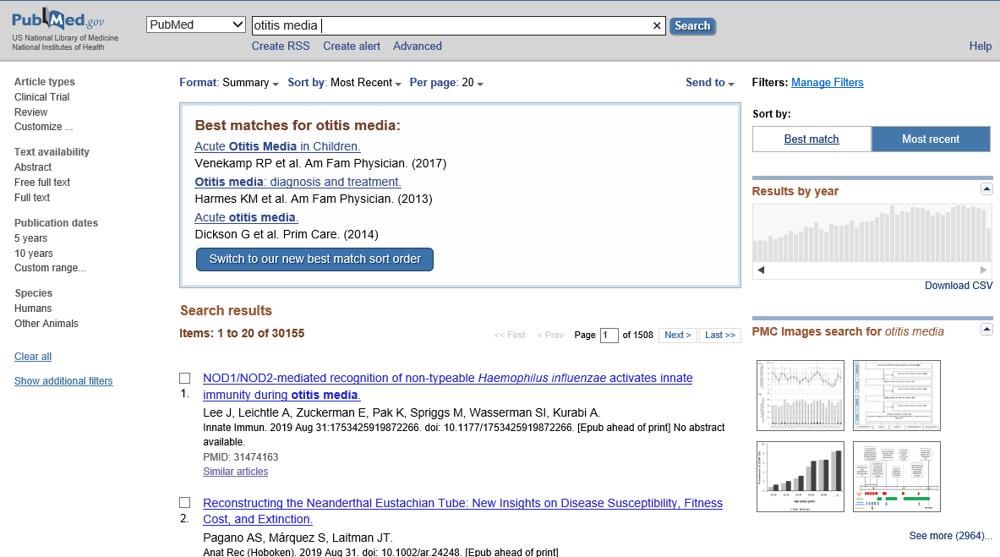 PubMed.gov
US National Library of Medicine
National Institutes of Health
PubMed
otitis media
×
Search
Create RSS Create alert Advanced
Help
Article types
Clinical Trial
Review
Customize ...
Text availability
Abstract
Free full text
Full text
Publication dates
5 years
10 years
Custom range...
Species
Humans
Other Animals
Clear all
Show additional filters
Format: Summary Sort by: Most Recent Per page: 20
Send to
Best matches for otitis media:
Acute Otitis Media in Children.
Venekamp RP et al. Am Fam Physician. (2017)
Otitis media: diagnosis and treatment.
Harmes KM et al. Am Fam Physician. (2013)
Acute otitis media.
Dickson G et al. Prim Care. (2014)
Switch to our new best match sort order
Search results
Items: 1 to 20 of 30155
<< First < Prev Page 1 of 1508 Next > Last >>
NOD1/NOD2-mediated recognition of non-typeable Haemophilus influenzae activates innate
1. immunity during otitis media.
Lee J, Leichtle A, Zuckerman E, Pak K, Spriggs M, Wasserman SI, Kurabi A.
Innate Immun. 2019 Aug 31:1753425919872266. doi: 10.1177/1753425919872266. [Epub ahead of print] No abstract
available.
PMID: 31474163
Similar articles
Reconstructing the Neanderthal Eustachian Tube: New Insights on Disease Susceptibility, Fitness
2. Cost, and Extinction.
Pagano AS, Márquez S, Laitman JT.
Anat Rec (Hoboken). 2019 Aug 31. doi: 10.1002/ar.24248. [Epub ahead of print]
Filters: Manage Filters
Sort by:
Best match Most recent
Results by year
Download CSV
PMC Images search for otitis media
See more (2964)...